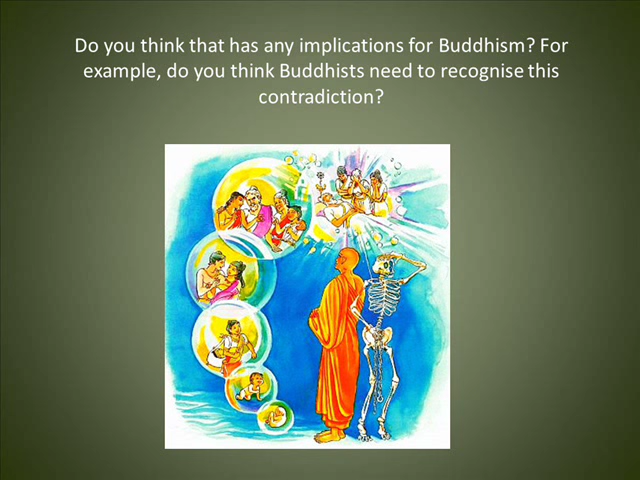 Do you think that has any implications for Buddhism? For
example, do you think Buddhists need to recognise this
contradiction?